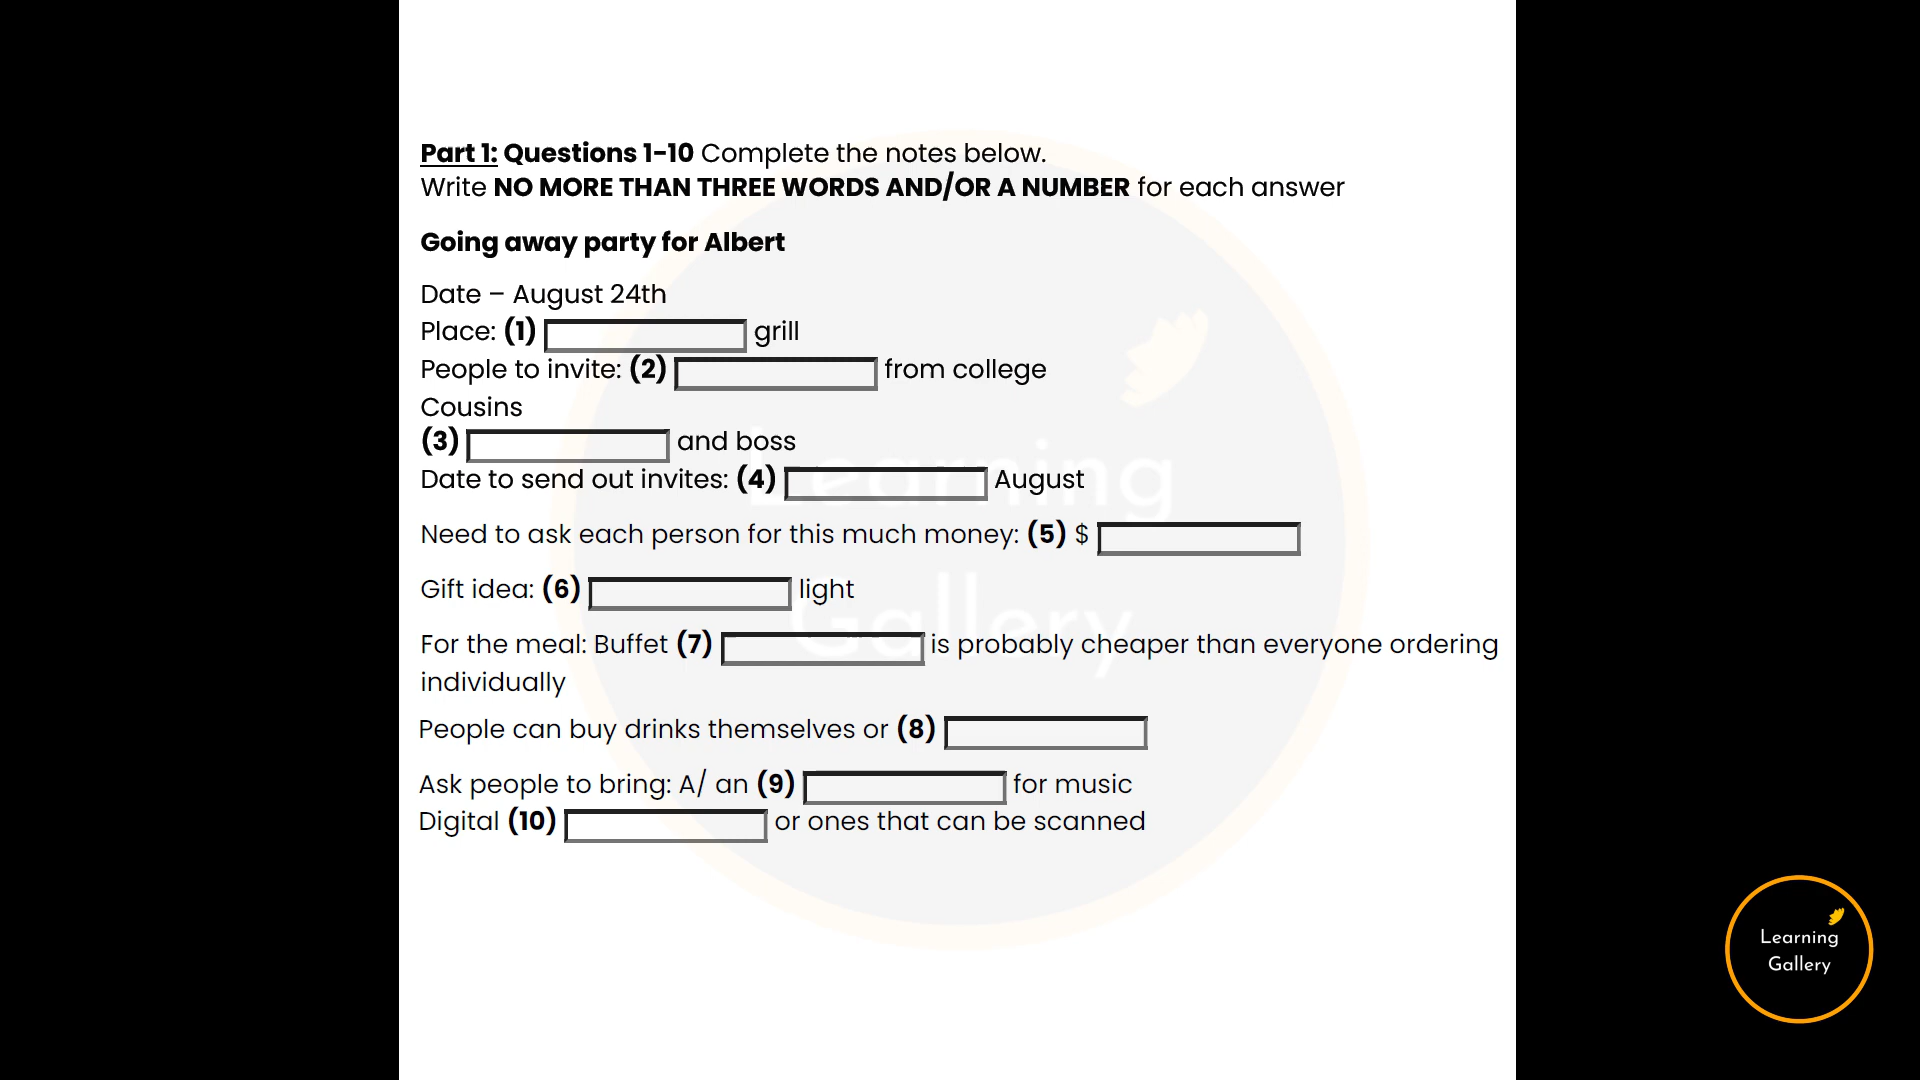 Part 1: Questions 1-10 Complete the notes below.
Write NO MORE THAN THREE WORDS AND/OR A NUMBER for each answer
Going away party for Albert
Date – August 24th
Place: (1) grill
People to invite: (2) from college
Cousins
(3) and boss
Date to send out invites: (4) August
Need to ask each person for this much money: (5) $
Gift idea: (6) light
For the meal: Buffet (7) is probably cheaper than everyone ordering
individually
People can buy drinks themselves or (8)
Ask people to bring: A/ an (9) for music
Digital (10) or ones that can be scanned
Learning
Gallery
Learning
Gallery